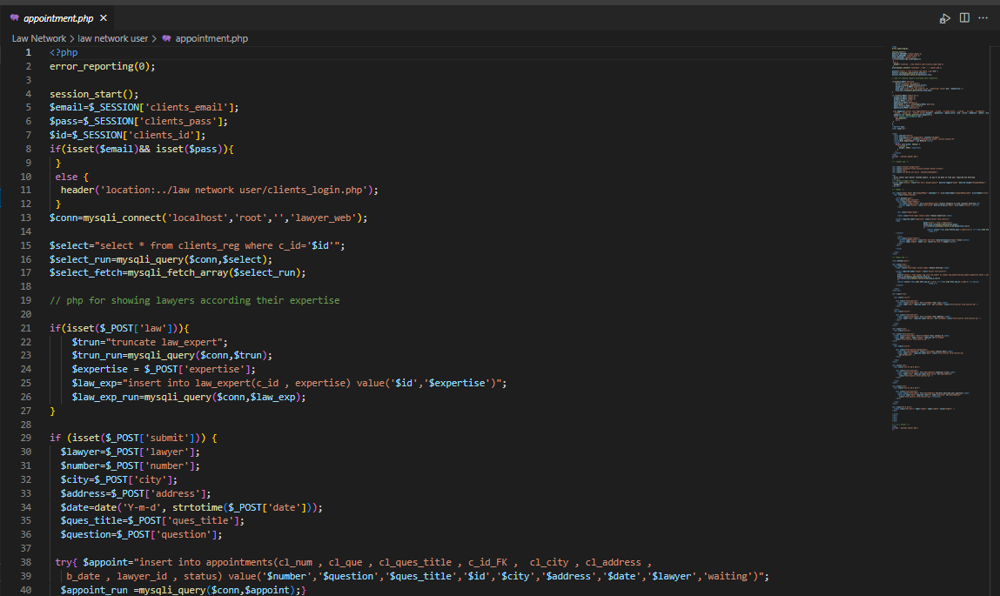 appointment.php
Law Network > law network user > appointment.php
1 <?php
2 error_reporting(0);
3
4 session_start();
5 $email=$_SESSION['clients_email'];
6 $pass=$_SESSION['clients_pass'];
7 $id=$_SESSION['clients_id'];
8 if(isset($email)&& isset($pass)){
9 }
10 else {
11 header('location:../law network user/clients_login.php');
12 }
13 $conn=mysqli_connect('localhost','root','','lawyer_web');
14
15 $select="select * from clients_reg where c_id='$id'";
16 $select_run=mysqli_query($conn,$select);
17 $select_fetch=mysqli_fetch_array($select_run);
18
19 // php for showing lawyers according their expertise
20
21 if(isset($_POST['law'])){
22 $trun="truncate law_expert";
23 $trun_run=mysqli_query($conn,$trun);
24 $expertise = $_POST['expertise'];
25 $law_exp="insert into law_expert(c_id , expertise) value('$id','$expertise')";
26 $law_exp_run=mysqli_query($conn,$law_exp);
27 }
28
29 if (isset($_POST['submit'])) {
30 $lawyer=$_POST['lawyer'];
31 $number=$_POST['number'];
32 $city=$_POST['city'];
33 $address=$_POST['address'];
34 $date=date('Y-m-d', strtotime($_POST['date']));
35 $ques_title=$_POST['ques_title'];
36 $question=$_POST['question'];
37
38 try{ $appoint="insert into appointments(cl_num , cl_que , cl_ques_title , c_id_FK , cl_city , cl_address ,
39 b_date , lawyer_id , status) value('$number','$question','$ques_title','$id','$city','$address','$date','$lawyer','waiting')";
40 $appoint_run =mysqli_query($conn,$appoint);}